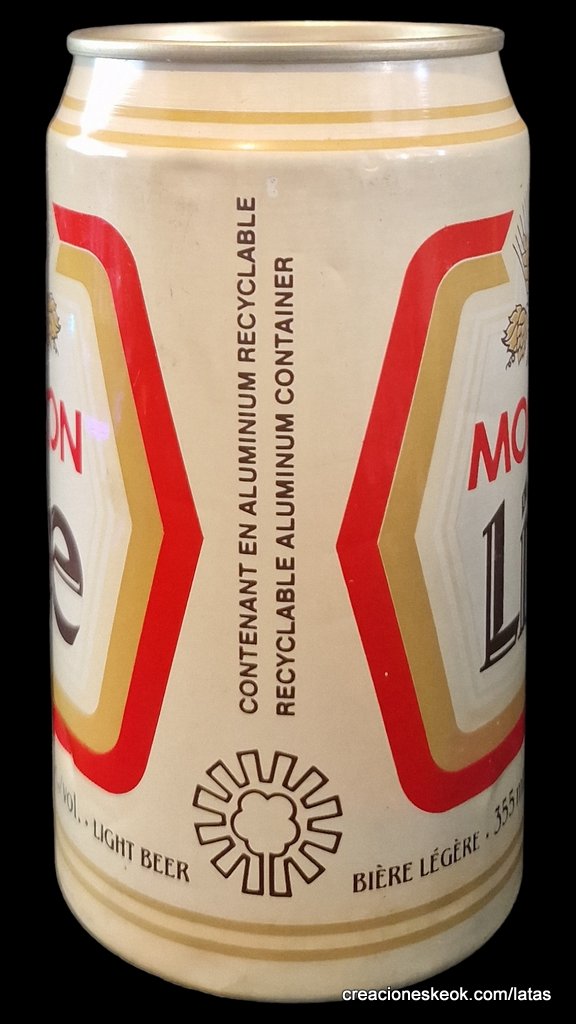 CONTENANT EN ALUMINIUM RECYCLABLE
RECYCLABLE ALUMINUM CONTAINER
ON
e
MO
LI
/vol. • LIGHT BEER
BIÈRE LÉGÈRE • 355 m
creacioneskeok.com/latas